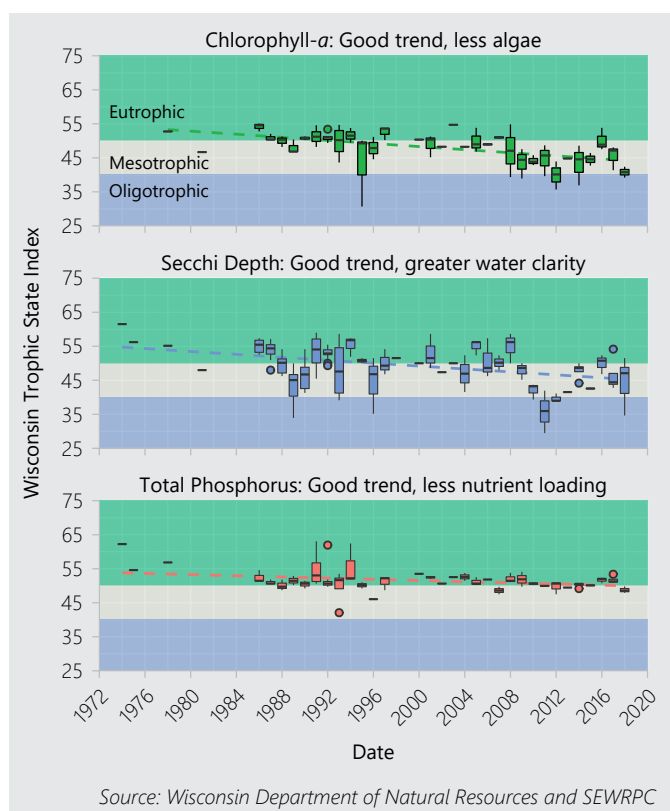 Chlorophyll-a: Good trend, less algae
75
65
55
45
35
25
Eutrophic
Mesotrophic
Oligotrophic
Secchi Depth: Good trend, greater water clarity
75
65
55
45
35
25
Wisconsin Trophic State Index
Total Phosphorus: Good trend, less nutrient loading
75
65
55
45
35
25
1972 1976 1978 1984 1988 1992 1996 2000 2004 2008 2012 2016 2020
Date
Source: Wisconsin Department of Natural Resources and SEWRPC